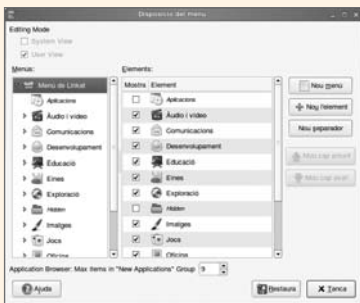 Disposició del menú
Editing Mode
System View
User View
Menús:
Menú de Linkat
Aplicacions
Àudio i vídeo
Comunicacions
Desenvolupament
Educació
Eines
Exploració
Hidden
Imatges
Jocs
Oficina
Elements:
Mostra Element
Aplicacions
Àudio i vídeo
Comunicacions
Desenvolupament
Educació
Eines
Exploració
Hidden
Imatges
Jocs
Oficina
Nou menú
Nou element
Nou separador
Mou cap amunt
Mou cap avall
Application Browser: Max Items in "New Applications" Group 9
Ajuda
Restaura
Tanca